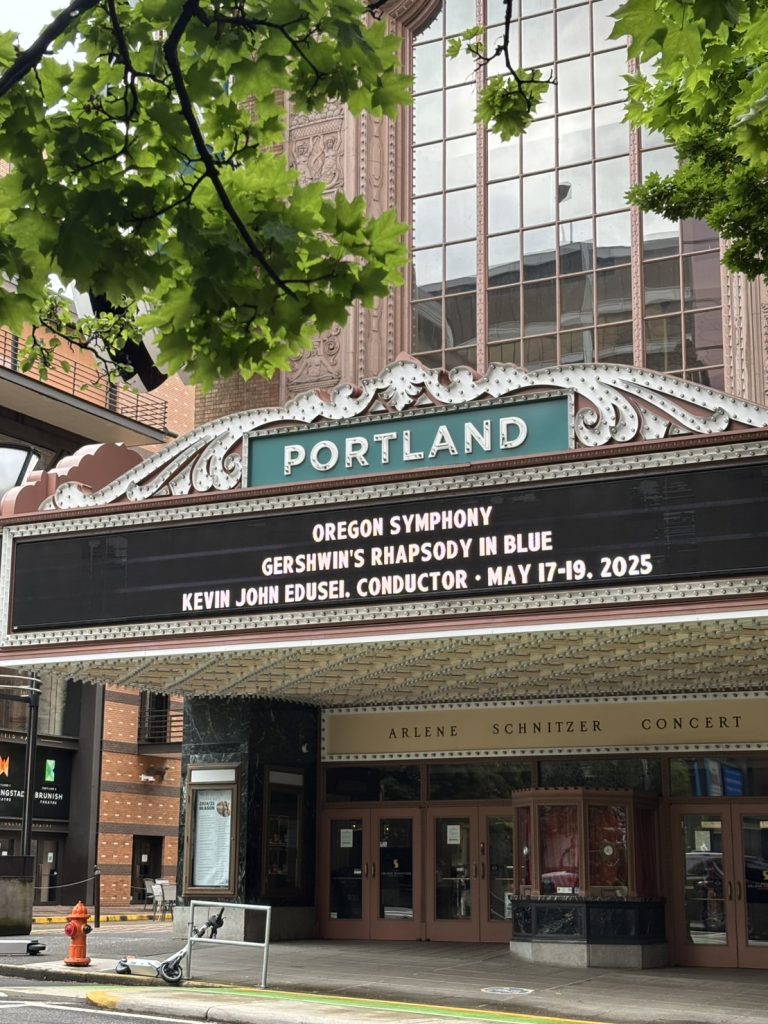 PORTLAND
OREGON SYMPHONY
GERSHWIN'S RHAPSODY IN BLUE
KEVIN JOHN EDUSEI, CONDUCTOR · MAY 17-19, 2025
ARLENE SCHNITZER CONCERT
BRUNISH